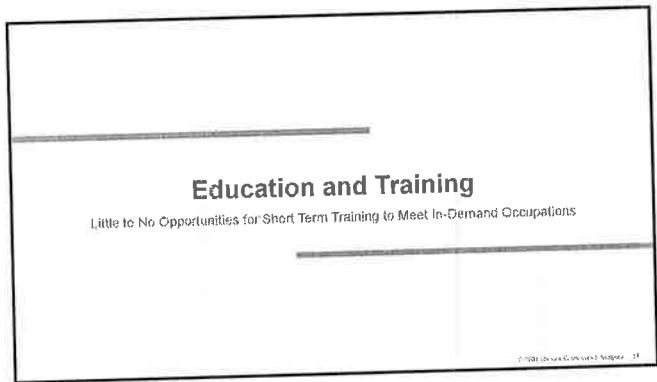 Education and Training
Little to No Opportunities for Short Term Training to Meet In-Demand Occupations